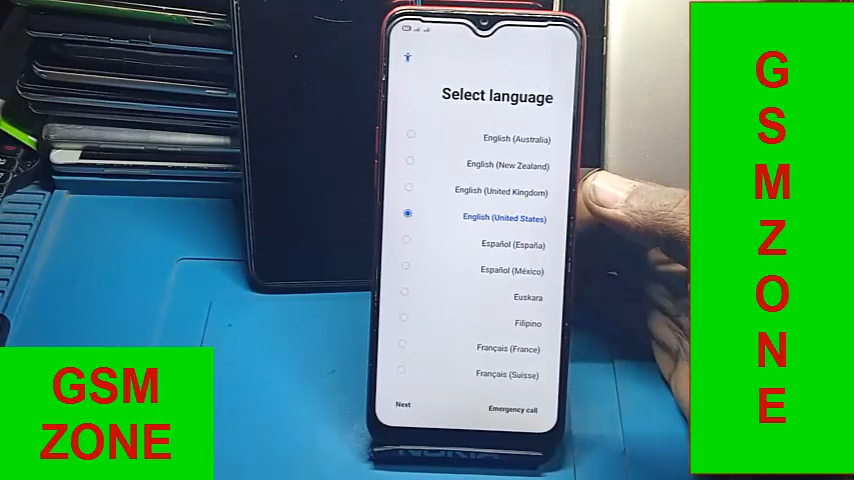 Select language
English (Australia)
English (New Zealand)
English (United Kingdom)
English (United States)
Español (España)
Español (México)
Euskara
Filipino
Français (France)
Français (Suisse)
Next
Emergency call
NOKIA
GSM
ZONE
G
S
M
Z
O
N
E